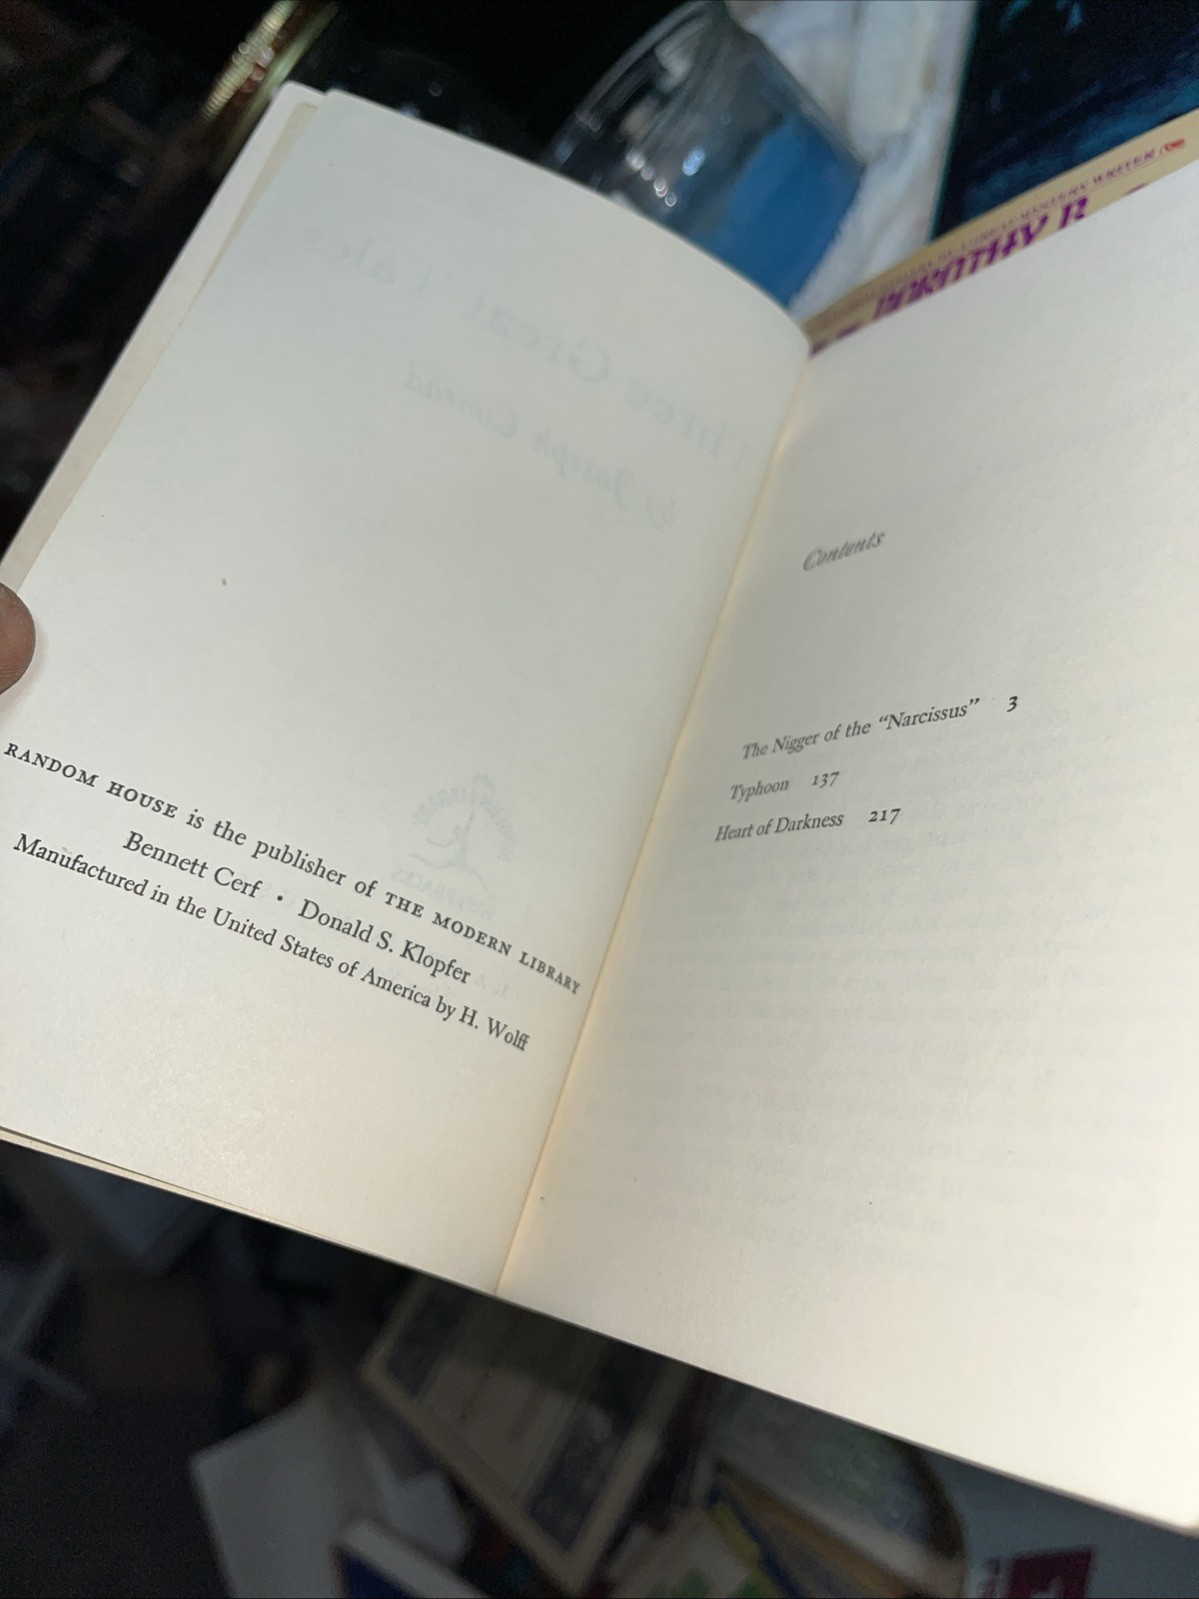 RANDOM HOUSE is the publisher of THE MODERN LIBRARY
Bennett Cerf • Donald S. Klopfer
Manufactured in the United States of America by H. Wolff
Contents
The Nigger of the “Narcissus” 3
Typhoon 137
Heart of Darkness 217